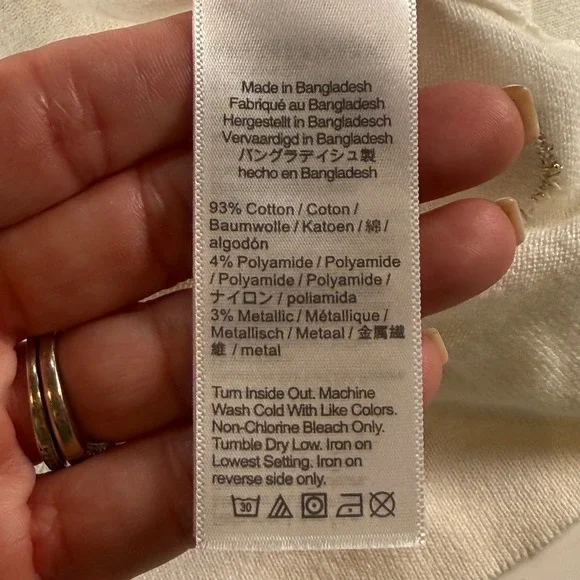 Made in Bangladesh
Fabriqué au Bangladesh
Hergestellt in Bangladesch
Vervaardigd in Bangladesh
バングラデイシュ製
hecho en Bangladesh
93% Cotton / Coton /
Baumwolle / Katoen / 綿 /
algodón
4% Polyamide / Polyamide
/ Polyamide / Polyamide /
ナイロン / poliamida
3% Metallic / Métallique /
Metallisch / Metaal / 金属繊
維 / metal
Turn Inside Out. Machine
Wash Cold With Like Colors.
Non-Chlorine Bleach Only.
Tumble Dry Low. Iron on
Lowest Setting. Iron on
reverse side only.
30